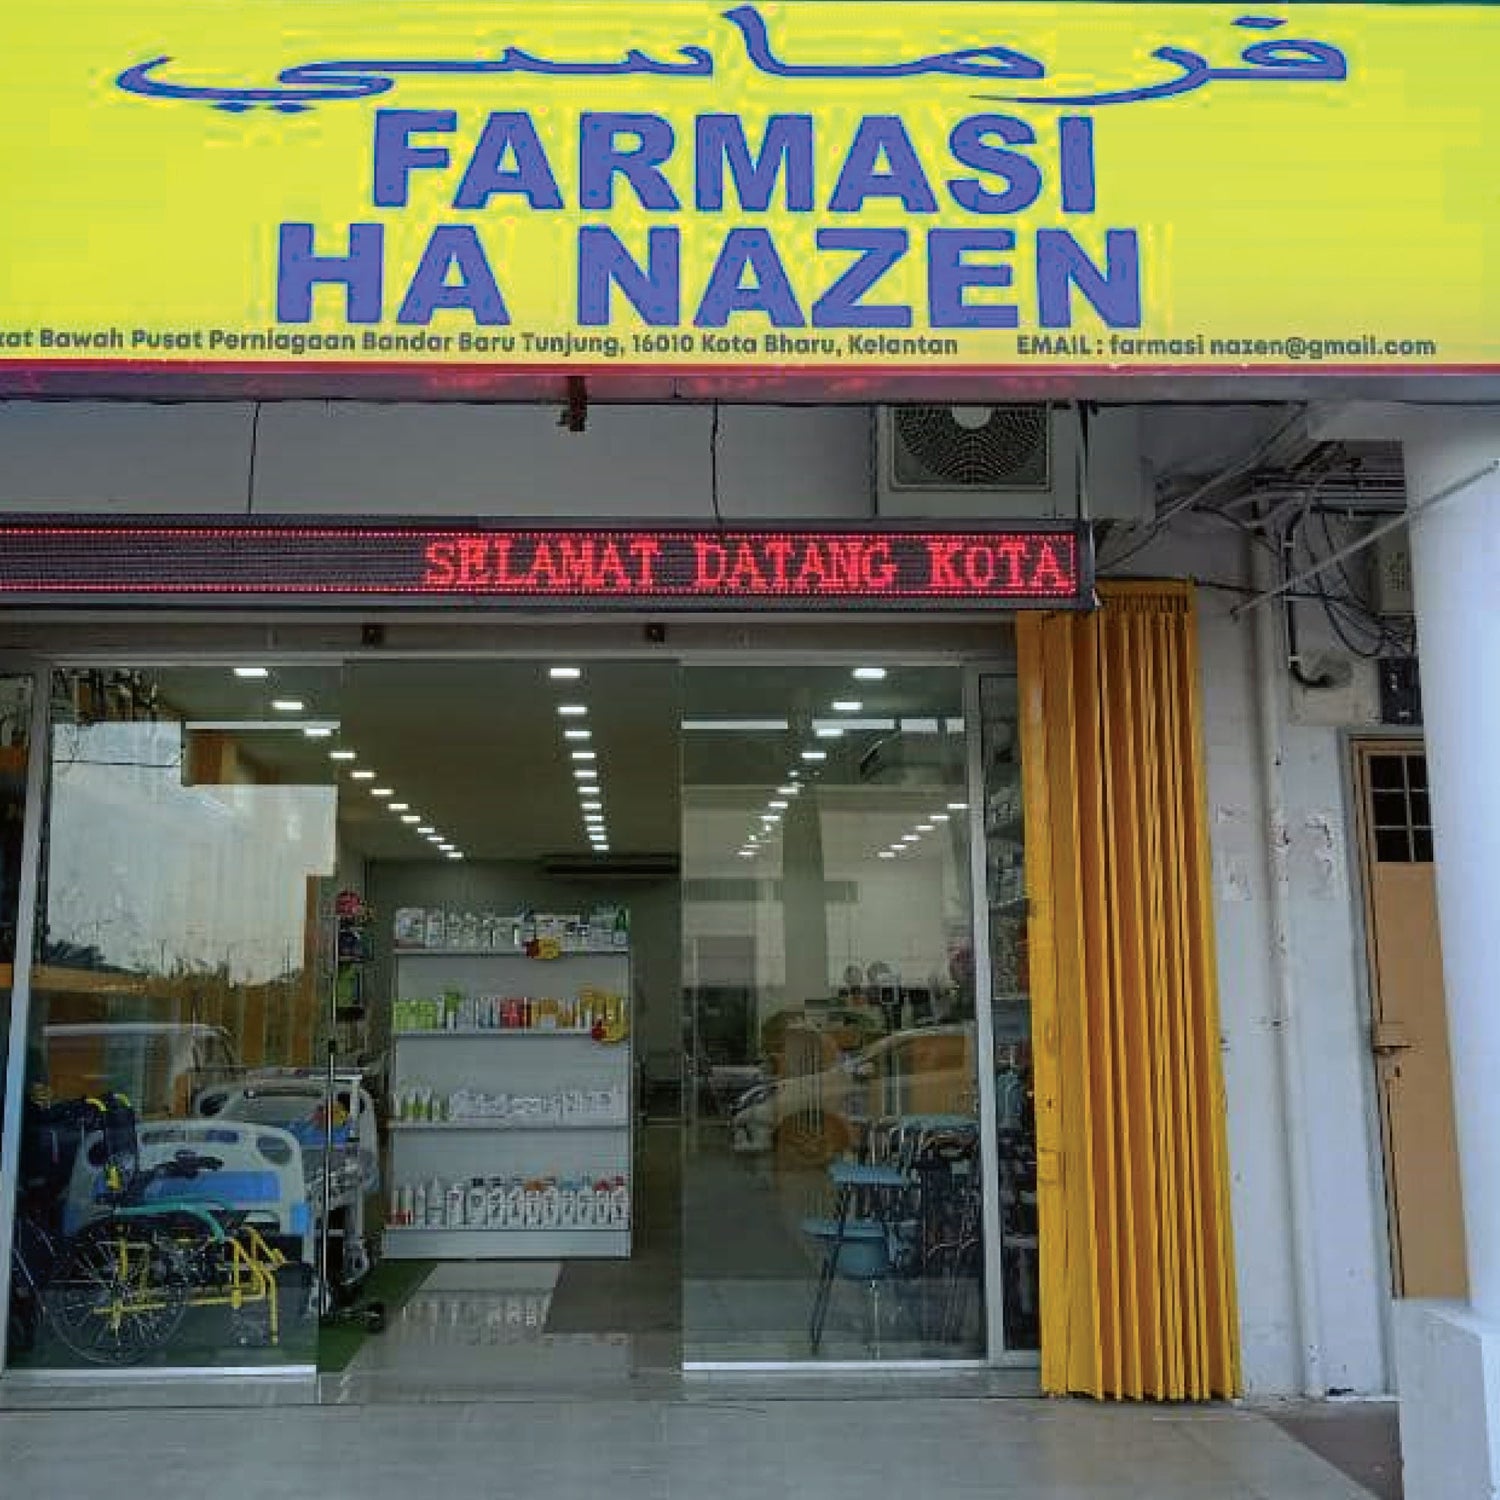 فرماسي
FARMASI
HA NAZEN
Bawah Pusat Perniagaan Bandar Baru Tunjung, 16010 Kota Bharu, Kelantan EMAIL : farmasi nazen@gmail.com
SELAMAT DATANG KOTA